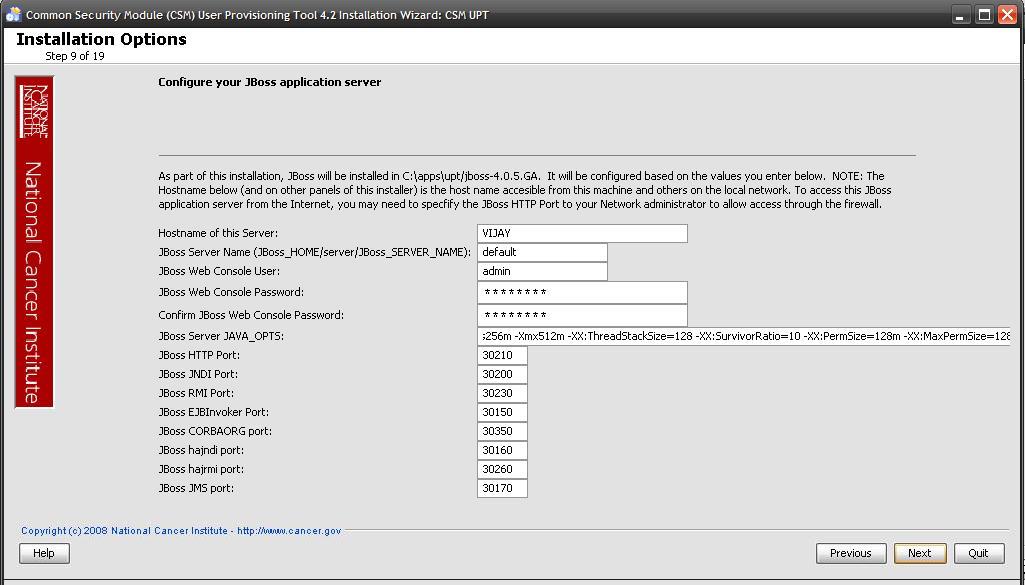 Common Security Module (CSM) User Provisioning Tool 4.2 Installation Wizard: CSM UPT
Installation Options
Step 9 of 19
NATIONAL
CANCER
INSTITUTE
National Cancer Institute
Configure your JBoss application server
As part of this installation, JBoss will be installed in C:\apps\upt/jboss-4.0.5.GA.  It will be configured based on the values you enter below.  NOTE: The
Hostname below (and on other panels of this installer) is the host name accesible from this machine and others on the local network. To access this JBoss
application server from the Internet, you may need to specfify the JBoss HTTP Port to your Network administrator to allow access through the firewall.
Hostname of this Server: VIJAY
JBoss Server Name (JBoss_HOME/server/JBoss_SERVER_NAME): default
JBoss Web Console User: admin
JBoss Web Console Password: ********
Confirm JBoss Web Console Password: ********
JBoss Server JAVA_OPTS: s256m -Xmx512m -XX:ThreadStackSize=128 -XX:SurvivorRatio=10 -XX:PermSize=128m -XX:MaxPermSize=128
JBoss HTTP Port: 30210
JBoss JNDI Port: 30200
JBoss RMI Port: 30230
JBoss EJBInvoker Port: 30150
JBoss CORBAORG port: 30350
JBoss hajndi port: 30160
JBoss hajrmi port: 30260
JBoss JMS port: 30170
Copyright (c) 2008 National Cancer Institute - http://www.cancer.gov
Help Previous Next Quit